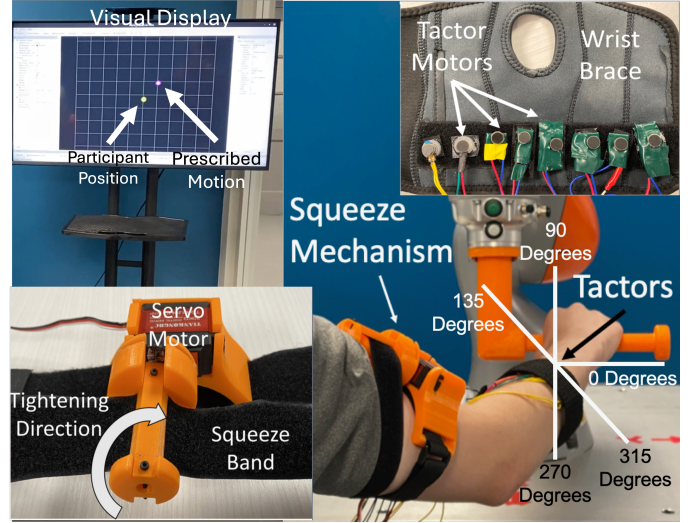 Visual Display
Participant
Position
Prescribed
Motion
Tactor
Motors
Wrist
Brace
Squeeze
Mechanism
90
Degrees
135
Degrees
Tactors
0 Degrees
270
Degrees
315
Degrees
Servo
Motor
Tightening
Direction
Squeeze
Band